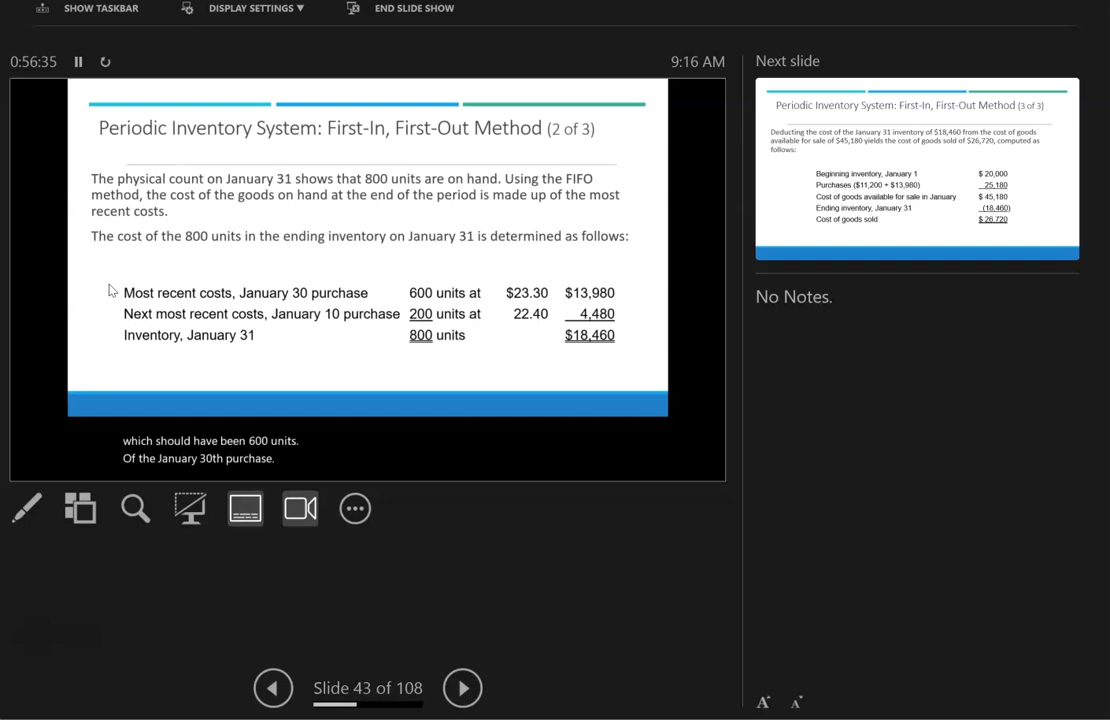 SHOW TASKBAR
DISPLAY SETTINGS ▼
END SLIDE SHOW
0:56:35
9:16 AM
Periodic Inventory System: First-In, First-Out Method (2 of 3)
The physical count on January 31 shows that 800 units are on hand. Using the FIFO
method, the cost of the goods on hand at the end of the period is made up of the most
recent costs.
The cost of the 800 units in the ending inventory on January 31 is determined as follows:
Most recent costs, January 30 purchase 600 units at $23.30 $13,980
Next most recent costs, January 10 purchase 200 units at 22.40 4,480
Inventory, January 31 800 units $18,460
which should have been 600 units.
Of the January 30th purchase.
Slide 43 of 108
Next slide
Periodic Inventory System: First-In, First-Out Method (3 of 3)
Deducting the cost of the January 31 inventory of $18,460 from the cost of goods
available for sale of $45,180 yields the cost of goods sold of $26,720, computed as
follows:
Beginning inventory, January 1 $ 20,000
Purchases ($11,200 + $13,980) 25,180
Cost of goods available for sale in January $ 45,180
Ending inventory, January 31 (18,460)
Cost of goods sold $ 26,720
No Notes.
A A